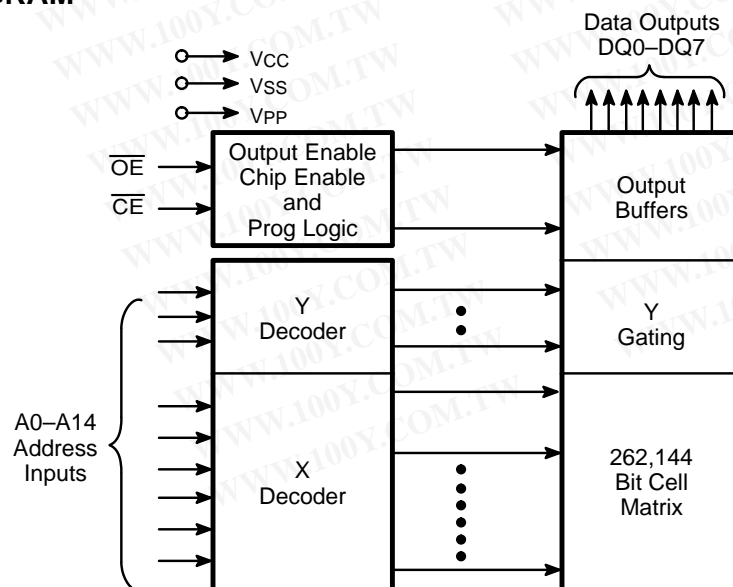 Data Outputs
DQ0–DQ7
VCC
VSS
VPP
OE
CE
Output Enable
Chip Enable
and
Prog Logic
Output
Buffers
Y
Decoder
Y
Gating
A0–A14
Address
Inputs
X
Decoder
262,144
Bit Cell
Matrix
WWW.100Y.COM.TW